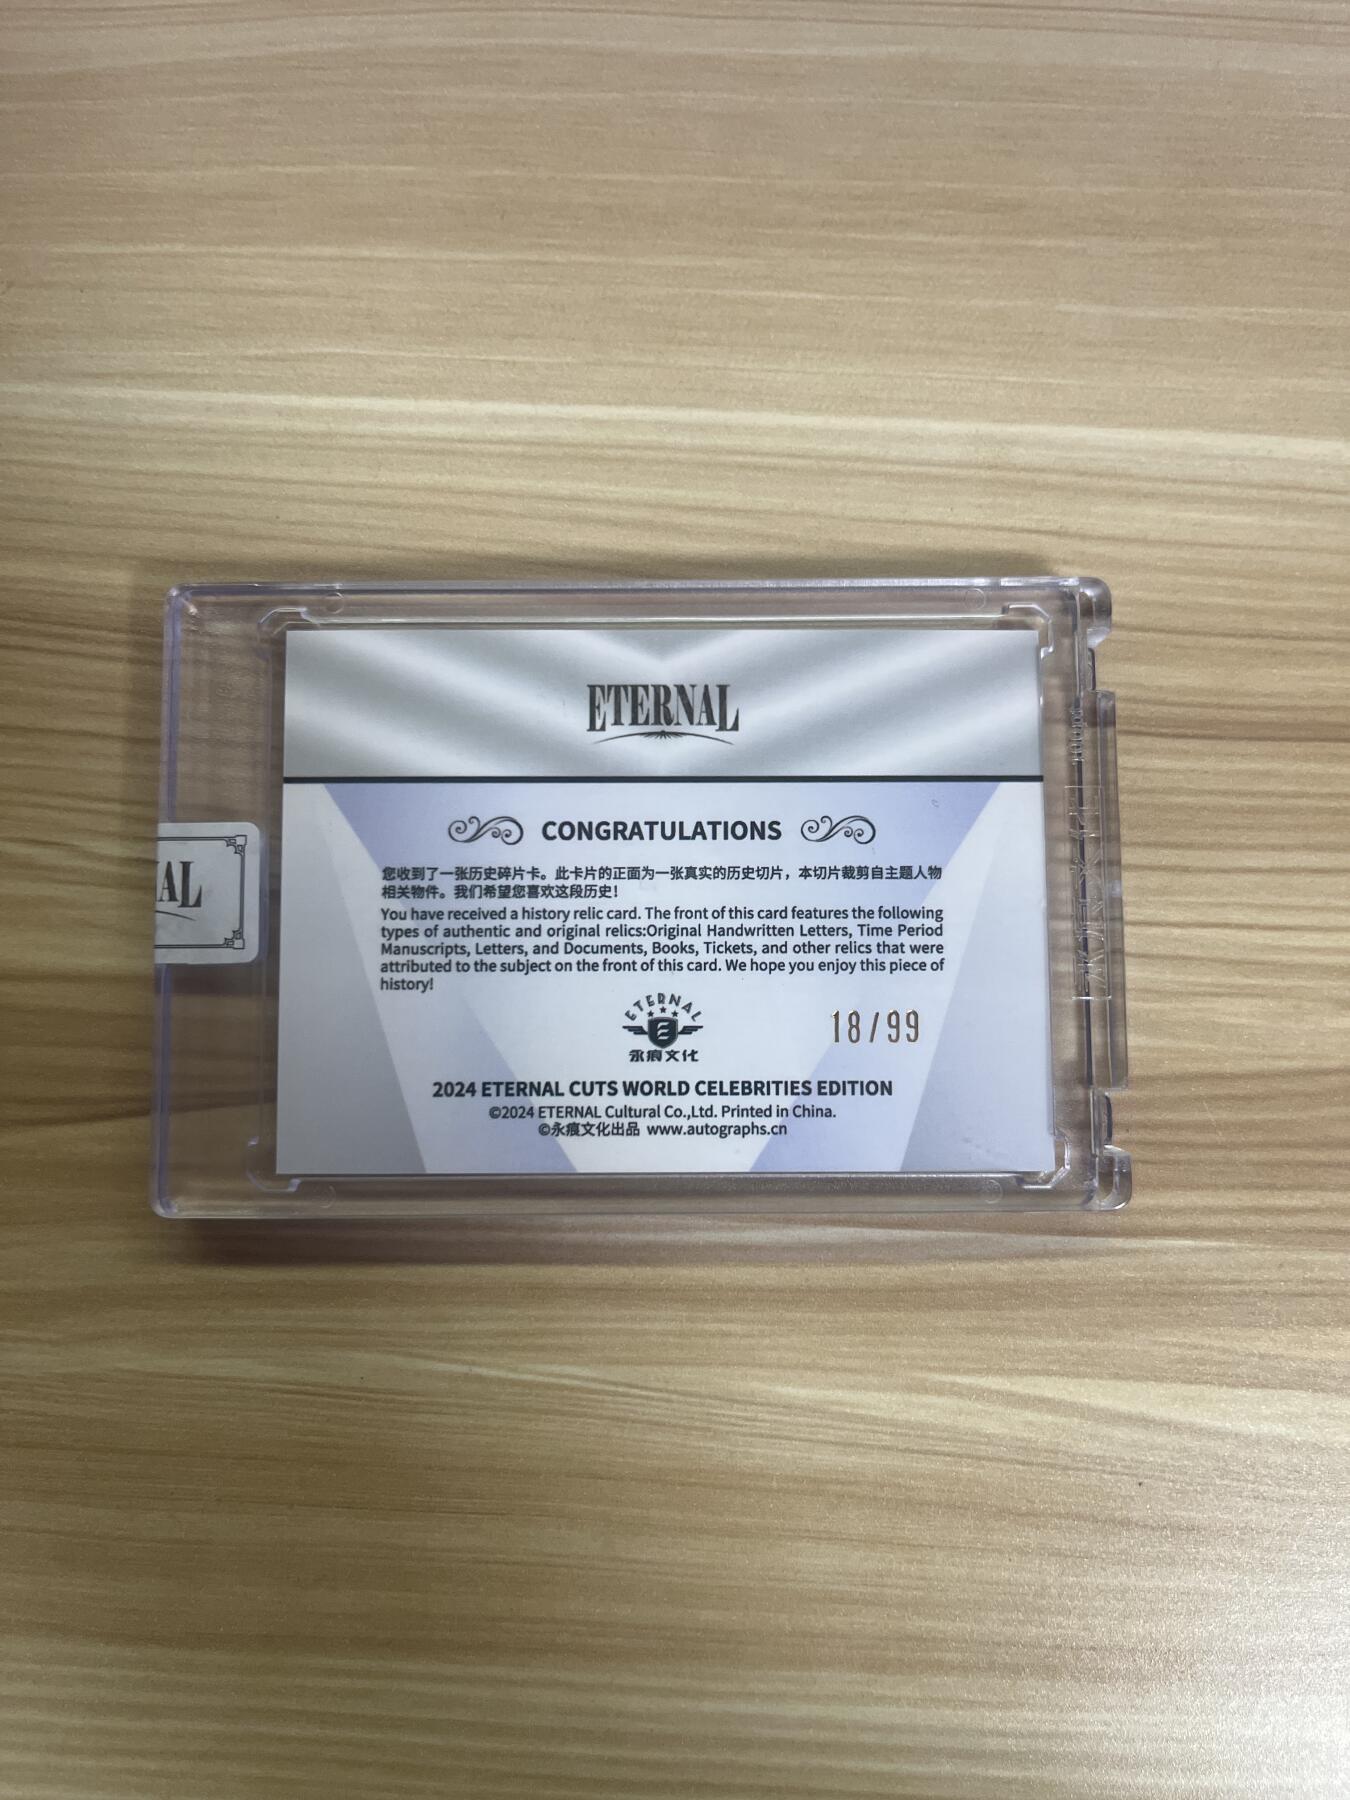 ETERNAL
CONGRATULATIONS
您收到了一张历史碎片卡。此卡片的正面为一张真实的历史切片，本切片裁剪自主题人物
相关物件。我们希望您喜欢这段历史！
You have received a history relic card. The front of this card features the following
types of authentic and original relics:Original Handwritten Letters, Time Period
Manuscripts, Letters, and Documents, Books, Tickets, and other relics that were
attributed to the subject on the front of this card. We hope you enjoy this piece of
history!
ETERNAL
永痕文化
18/99
2024 ETERNAL CUTS WORLD CELEBRITIES EDITION
©2024 ETERNAL Cultural Co.,Ltd. Printed in China.
©永痕文化出品 www.autographs.cn
AL